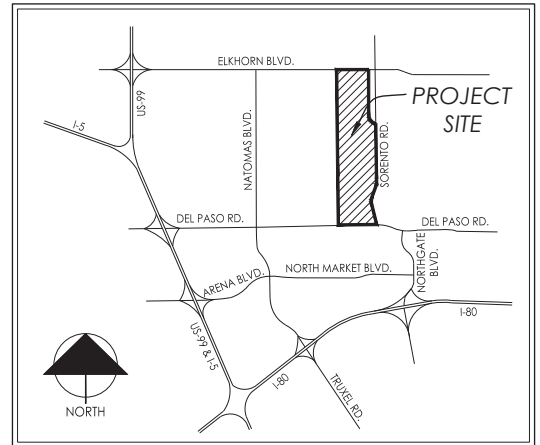 ELKHORN BLVD.
US-99
I-5
NATOMAS BLVD.
PROJECT
SITE
SORENTO RD.
DEL PASO RD.
DEL PASO RD.
NORTHGATE
BLVD.
ARENA BLVD.
NORTH MARKET BLVD.
US-99 & I-5
I-80
I-80
TRUXEL RD.
NORTH